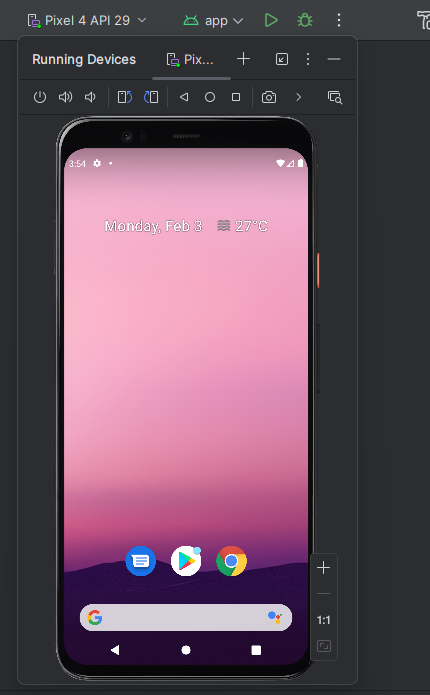 Pixel 4 API 29
app
Running Devices
Pix...
3:54
Monday, Feb 3
27°C
1:1